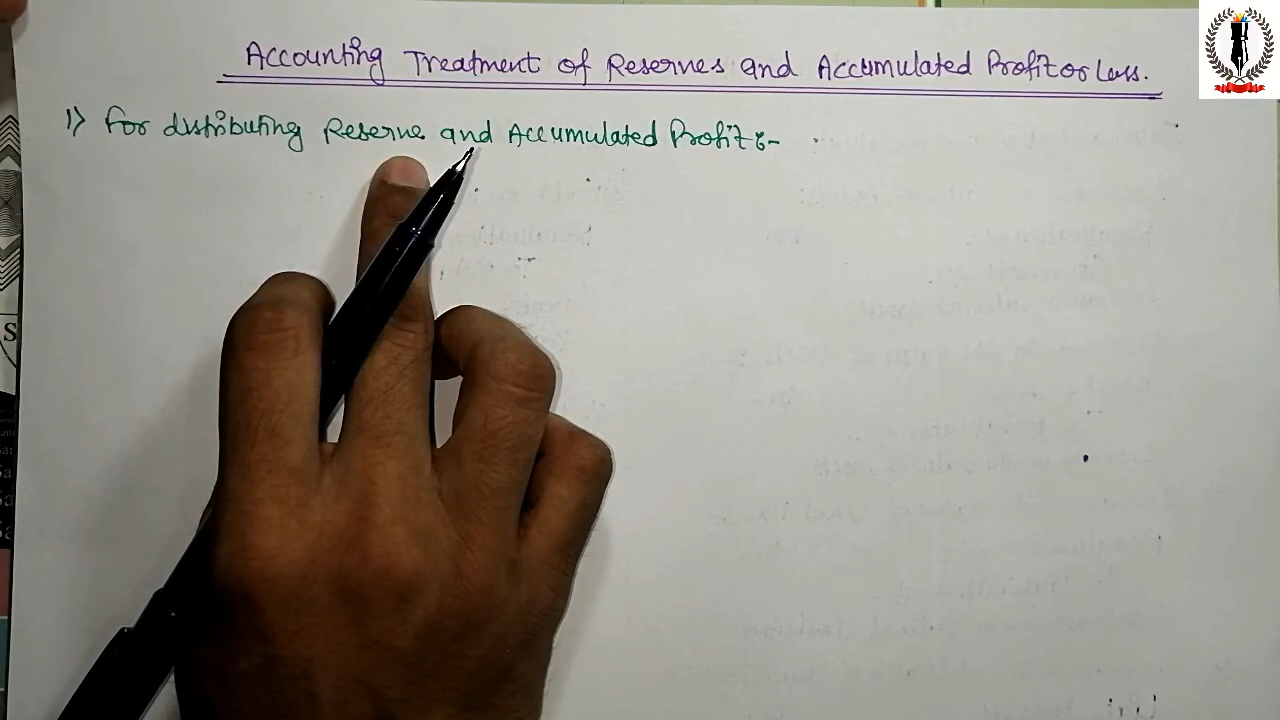 Accounting Treatment of Reserves and Accumulated Profit or Loss.
1) For distributing Reserve and Accumulated Profit :-